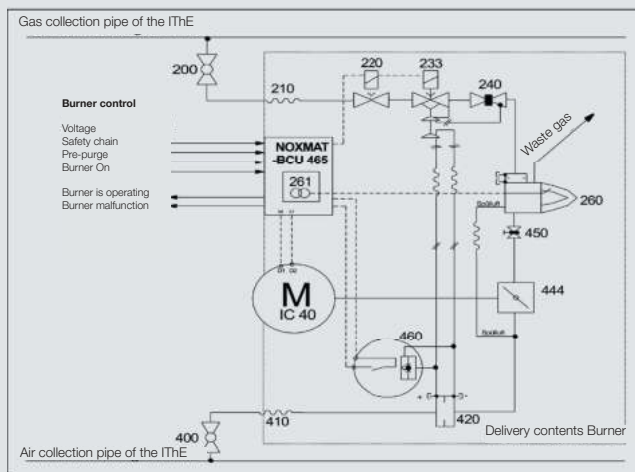 Gas collection pipe of the IThE
200
210
220
233
240
Burner control
Voltage
Safety chain
Pre-purge
Burner On
Burner is operating
Burner malfunction
NOXMAT
-BCU 465
261
Waste gas
260
Spülluft
450
444
M
IC 40
460
Spülluft
+
-
420
410
400
Delivery contents Burner
Air collection pipe of the IThE